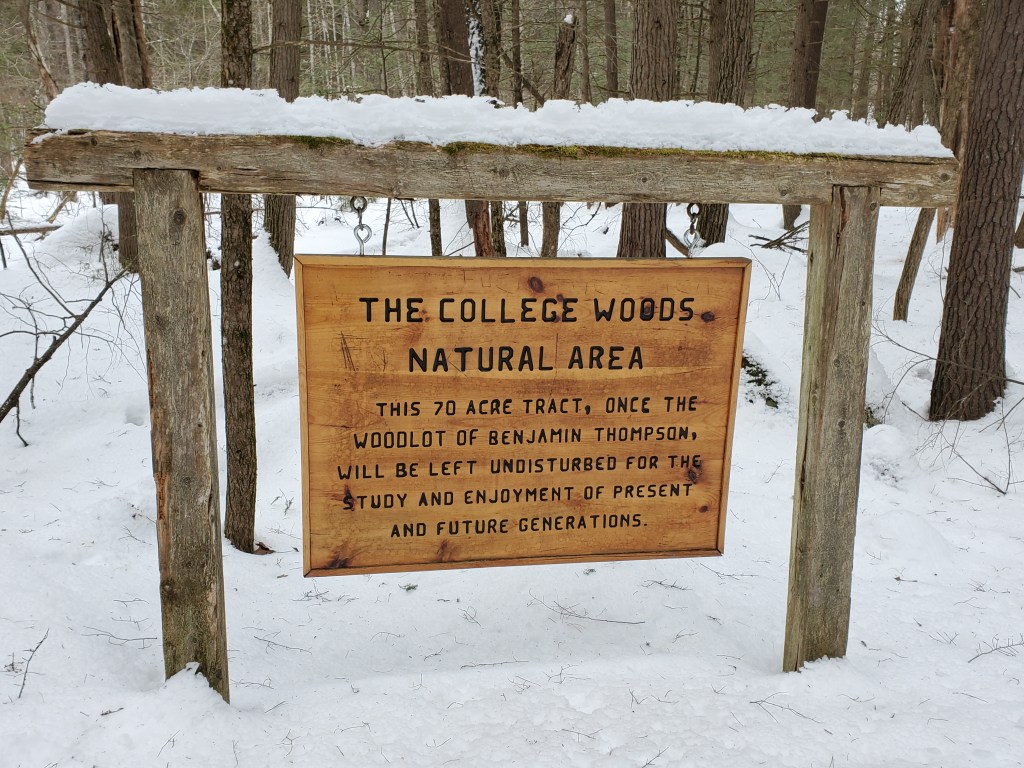 THE COLLEGE WOODS
NATURAL AREA
THIS 70 ACRE TRACT, ONCE THE
WOODLOT OF BENJAMIN THOMPSON,
WILL BE LEFT UNDISTURBED FOR THE
STUDY AND ENJOYMENT OF PRESENT
AND FUTURE GENERATIONS.